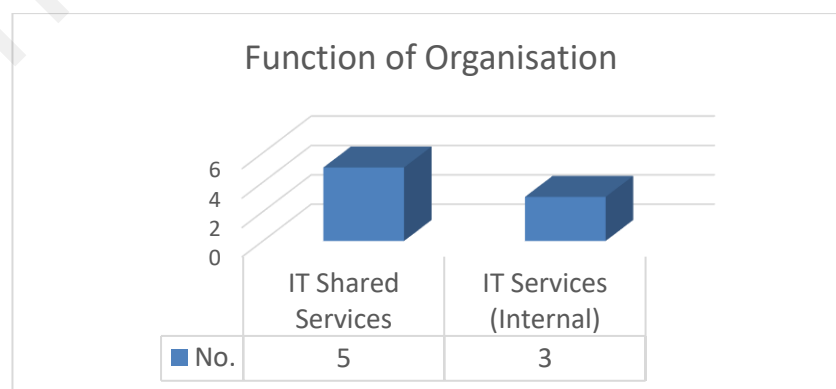 Function of Organisation
6
4
2
0
IT Shared Services
IT Services (Internal)
No. 5 3